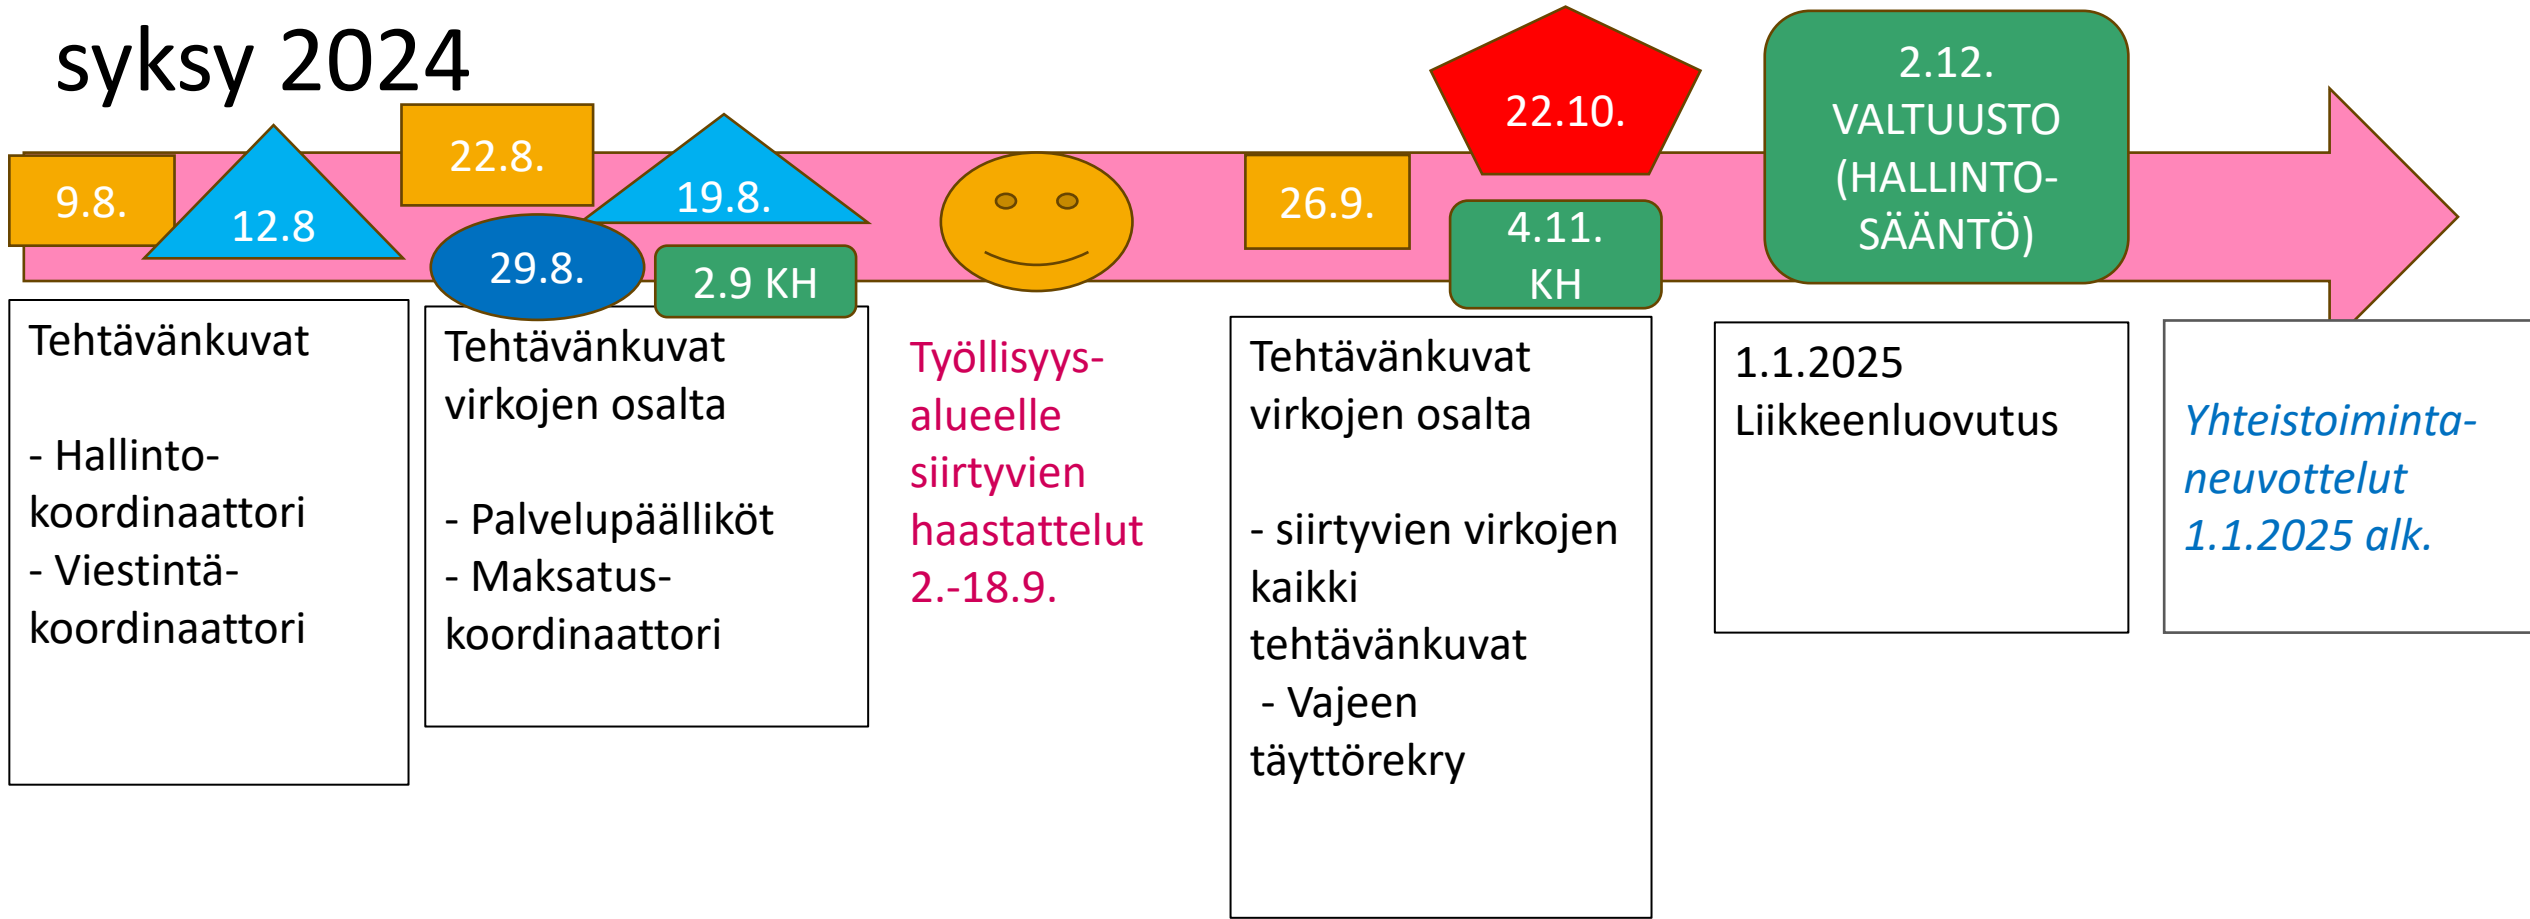 syksy 2024
9.8.
12.8
22.8.
19.8.
29.8.
2.9 KH
26.9.
22.10.
4.11.
KH
2.12.
VALTUUSTO
(HALLINTO-
SÄÄNTÖ)
Tehtävänkuvat
- Hallinto-
koordinaattori
- Viestintä-
koordinaattori
Tehtävänkuvat
virkojen osalta
- Palvelupäälliköt
- Maksatus-
koordinaattori
Työllisyys-
alueelle
siirtyvien
haastattelut
2.-18.9.
Tehtävänkuvat
virkojen osalta
- siirtyvien virkojen
kaikki
tehtävänkuvat
- Vajeen
täyttörekry
1.1.2025
Liikkeenluovutus
Yhteistoiminta-
neuvottelut
1.1.2025 alk.